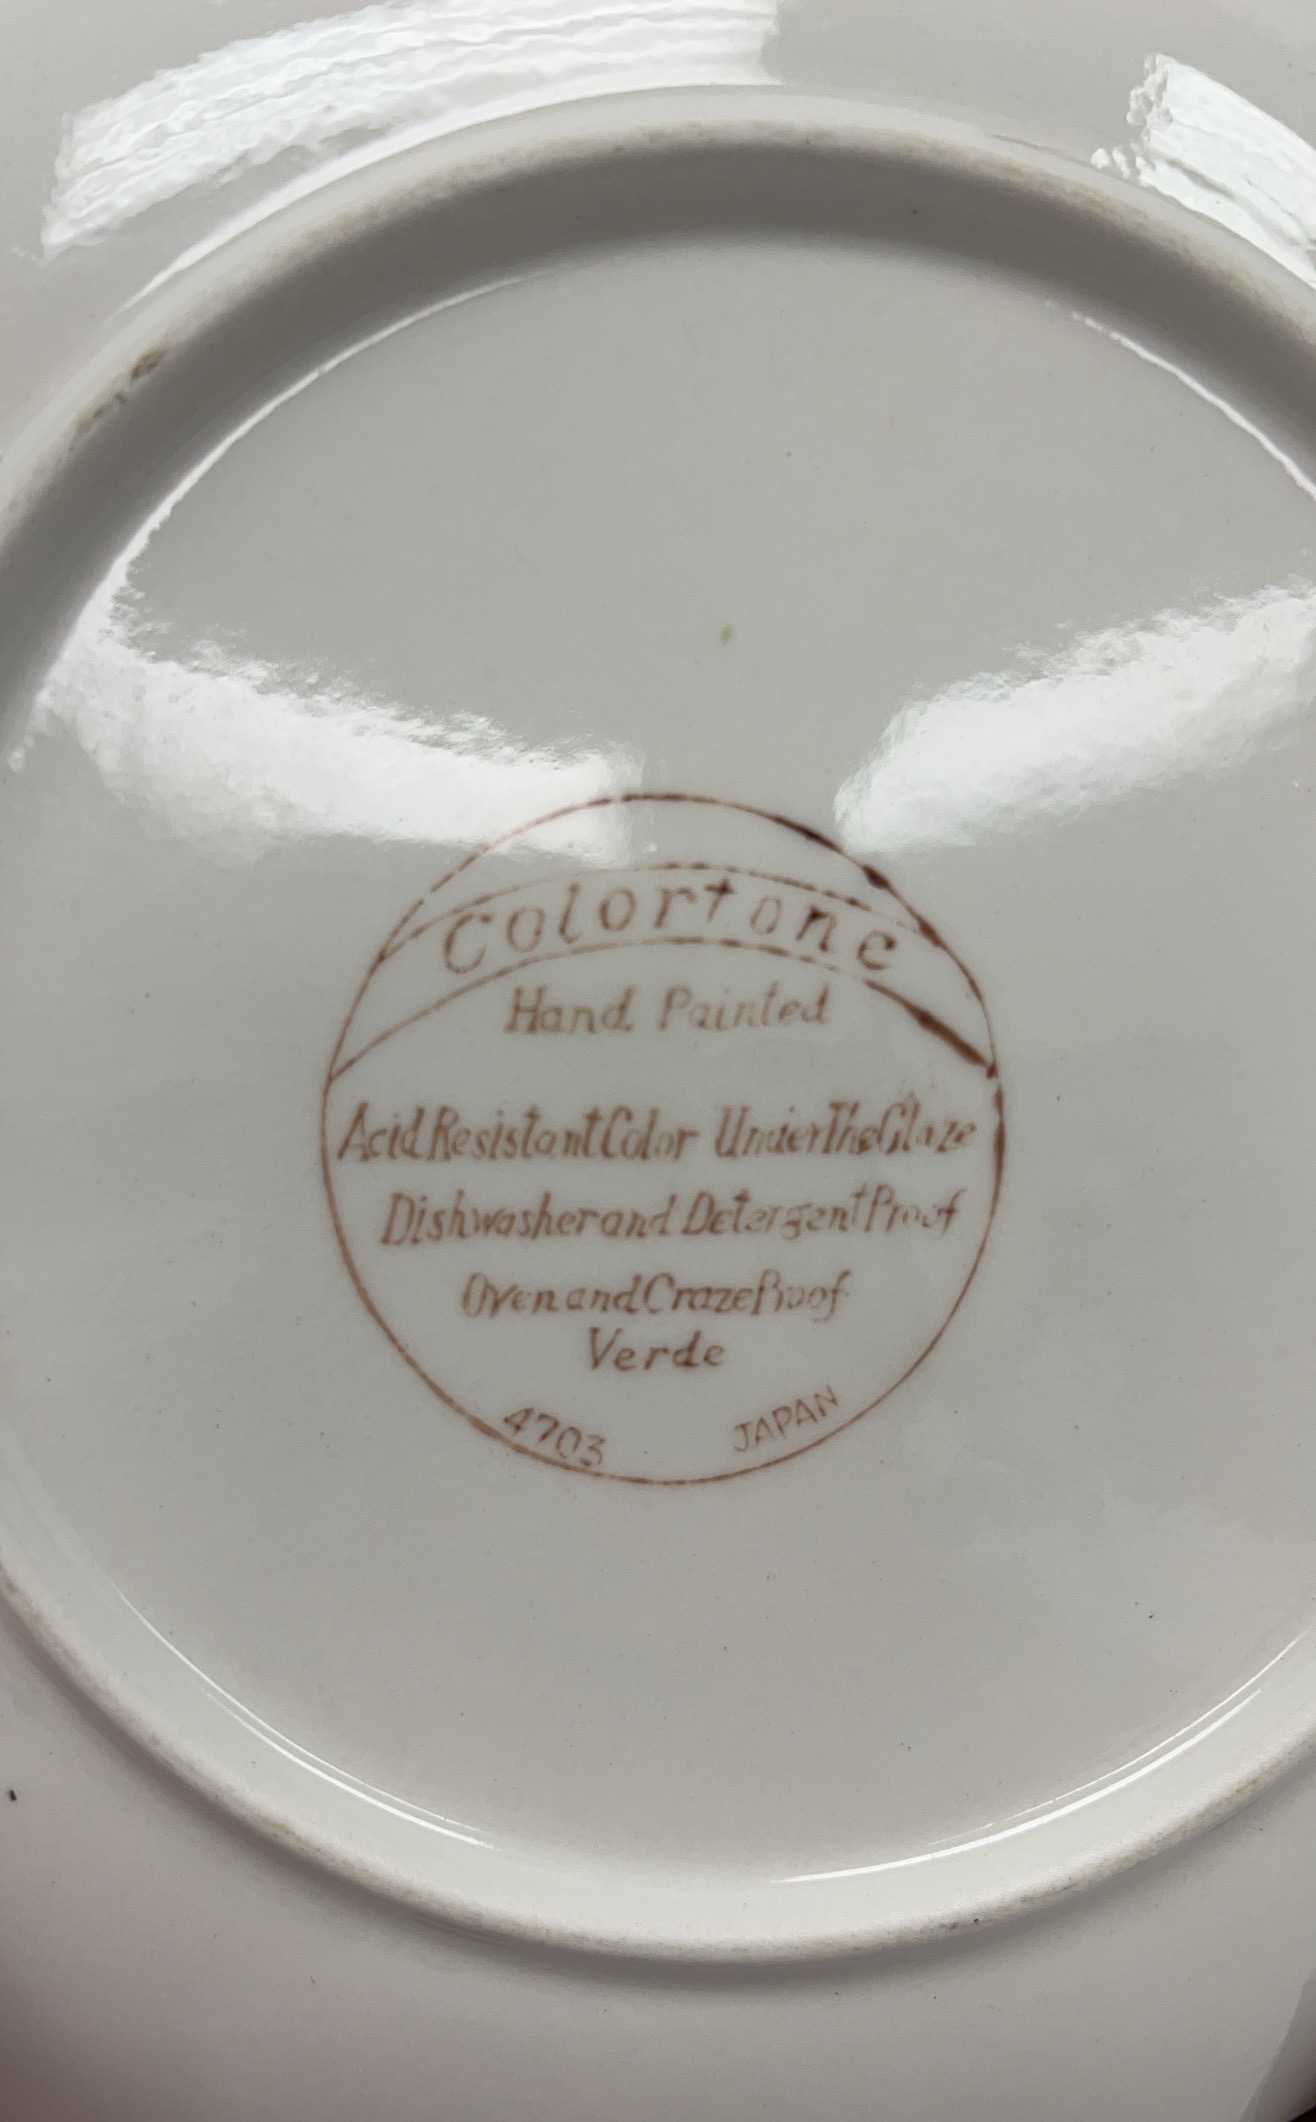 Colortone
Hand Painted
Acid Resistant Color Under The Glaze
Dishwasher and Detergent Proof
Oven and Craze Proof
Verde
4703 JAPAN